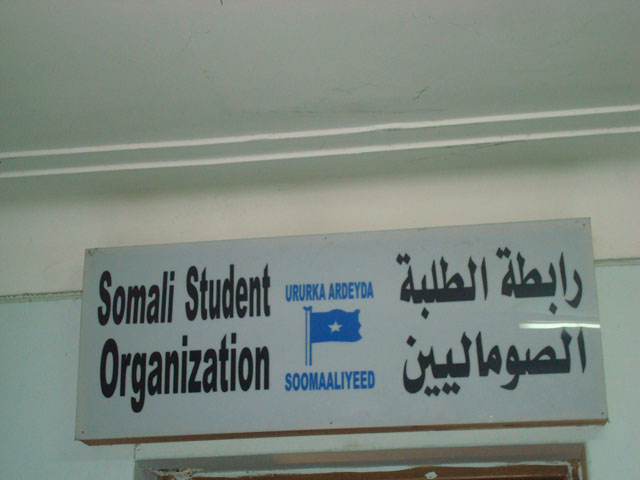 Somali Student
Organization
URURKA ARDEYDA
SOOMAALIYEED
رابطة الطلبة
الصوماليين